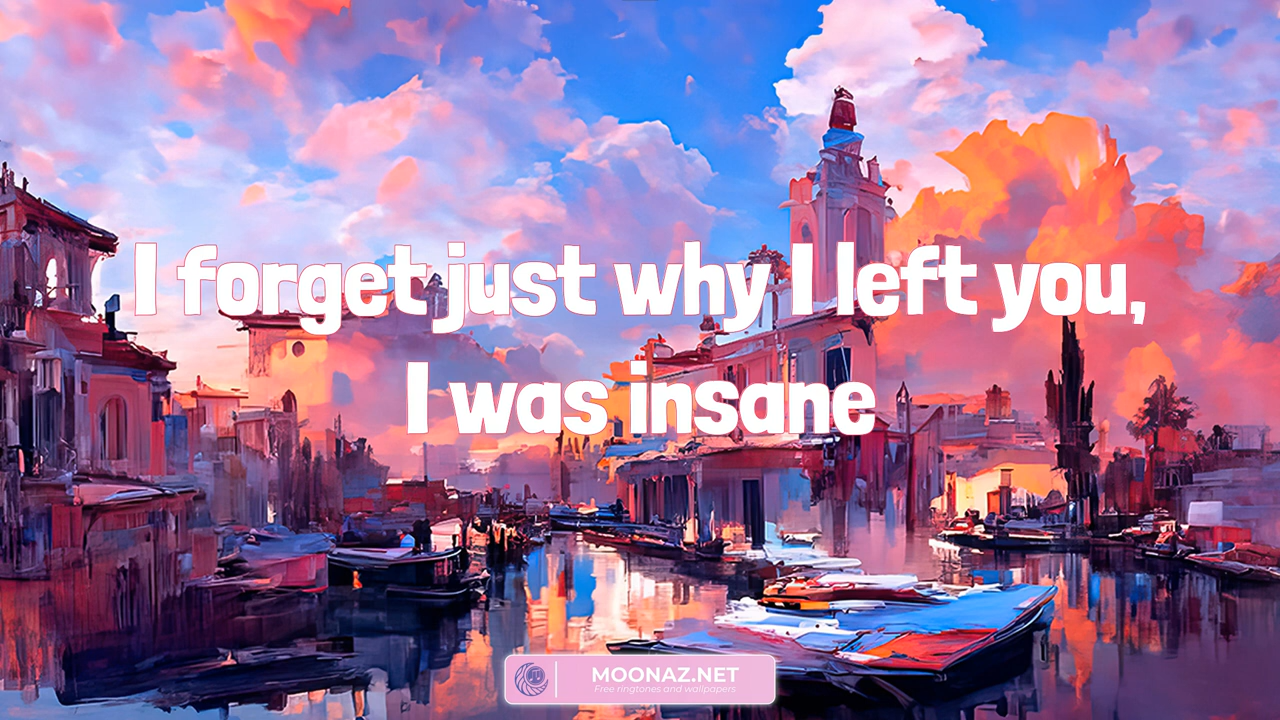 I forget just why I left you,
I was insane
MOONAZ.NET
Free ringtones and wallpapers